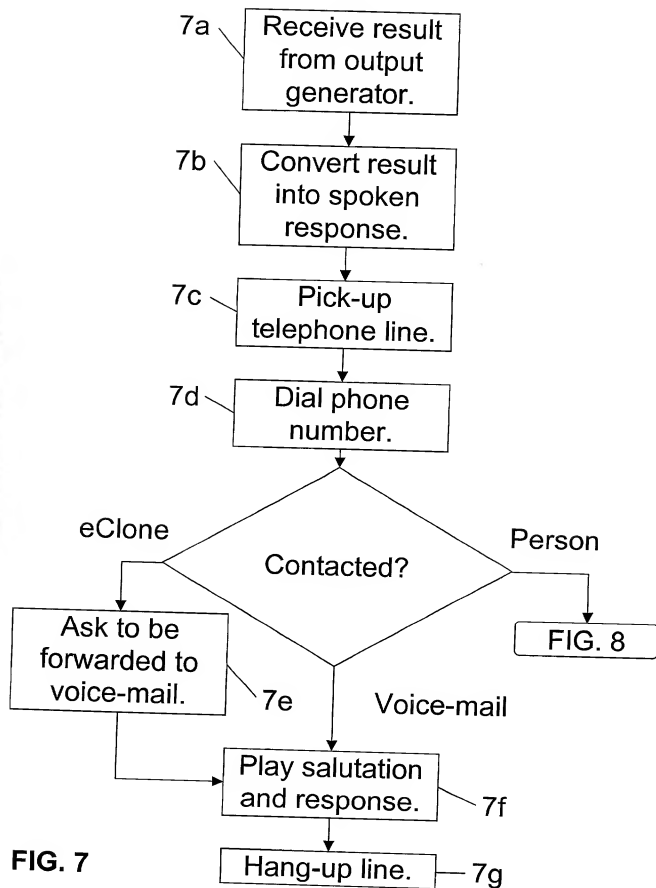 7a
Receive result
from output
generator.
7b
Convert result
into spoken
response.
7c
Pick-up
telephone line.
7d
Dial phone
number.
eClone
Contacted?
Person
Ask to be
forwarded to
voice-mail.
7e
FIG. 8
Voice-mail
Play salutation
and response.
7f
FIG. 7
Hang-up line.
7g